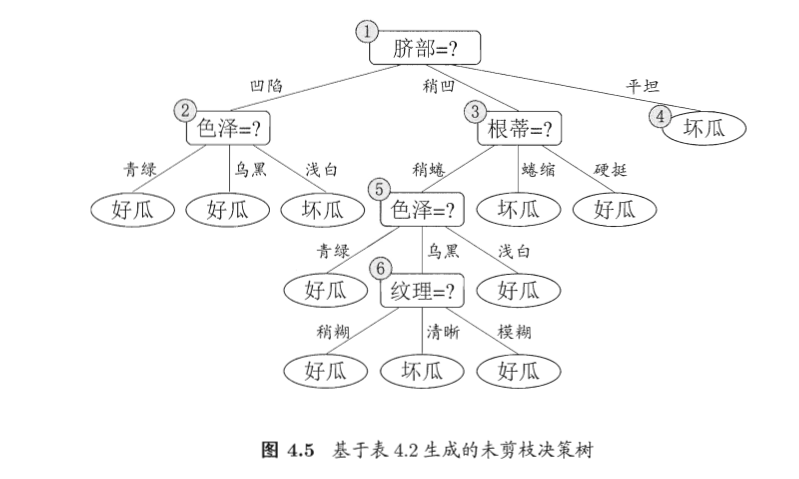 ① 脐部=?
凹陷 稍凹 平坦
② 色泽=? ③ 根蒂=? ④ 坏瓜
青绿 乌黑 浅白 稍蜷 蜷缩 硬挺
好瓜 好瓜 坏瓜 ⑤ 色泽=? 坏瓜 好瓜
青绿 乌黑 浅白
好瓜 ⑥ 纹理=? 好瓜
稍糊 清晰 模糊
好瓜 坏瓜 好瓜
图 4.5 基于表 4.2 生成的未剪枝决策树